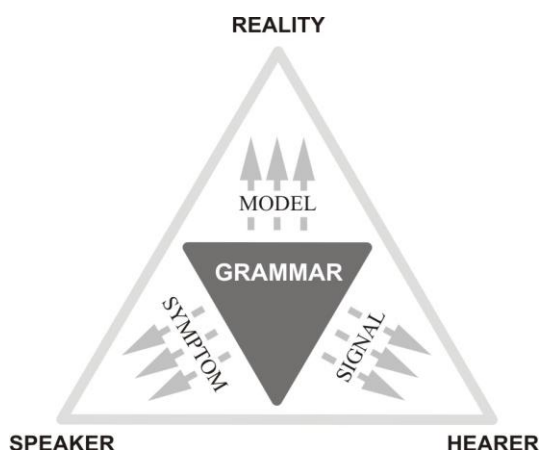 REALITY
MODEL
GRAMMAR
SYMPTOM
SIGNAL
SPEAKER
HEARER